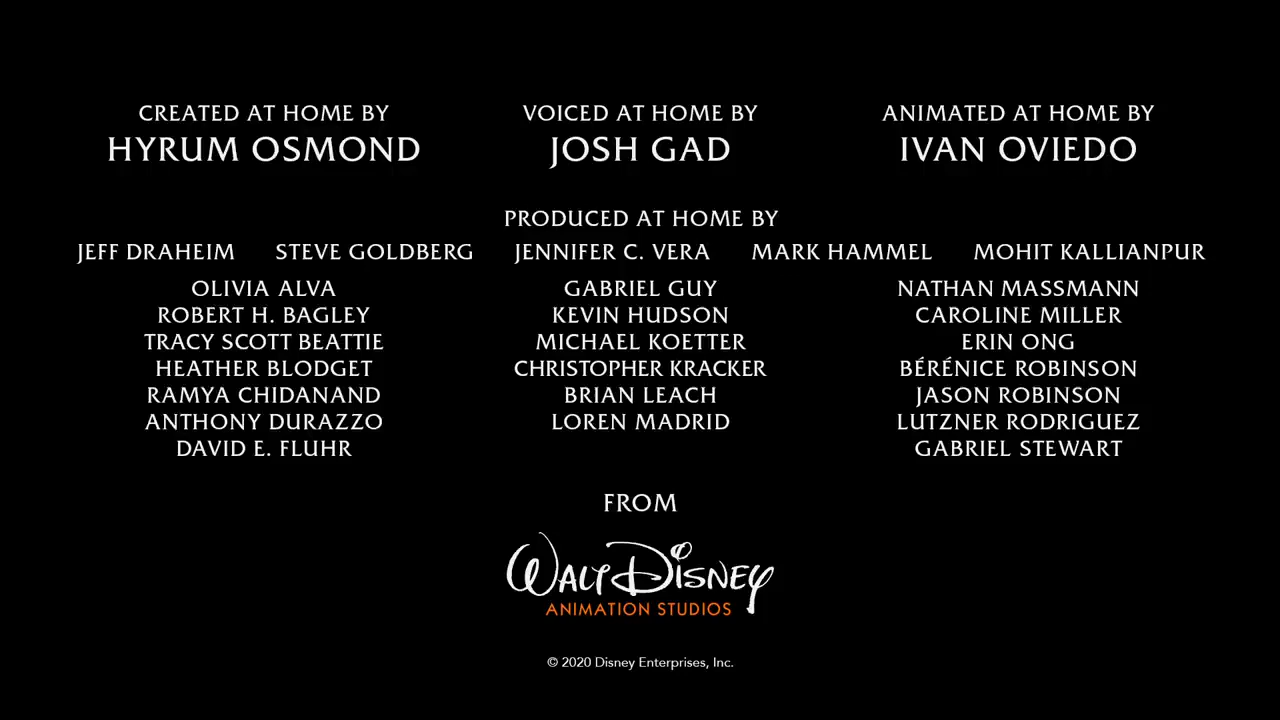 CREATED AT HOME BY
HYRUM OSMOND
VOICED AT HOME BY
JOSH GAD
ANIMATED AT HOME BY
IVAN OVIEDO
PRODUCED AT HOME BY
JEFF DRAHEIM STEVE GOLDBERG JENNIFER C. VERA MARK HAMMEL MOHIT KALLIANPUR
OLIVIA ALVA
ROBERT H. BAGLEY
TRACY SCOTT BEATTIE
HEATHER BLODGET
RAMYA CHIDANAND
ANTHONY DURAZZO
DAVID E. FLUHR
GABRIEL GUY
KEVIN HUDSON
MICHAEL KOETTER
CHRISTOPHER KRACKER
BRIAN LEACH
LOREN MADRID
NATHAN MASSMANN
CAROLINE MILLER
ERIN ONG
BÉRÉNICE ROBINSON
JASON ROBINSON
LUTZNER RODRIGUEZ
GABRIEL STEWART
FROM
WALT DISNEY
ANIMATION STUDIOS
© 2020 Disney Enterprises, Inc.